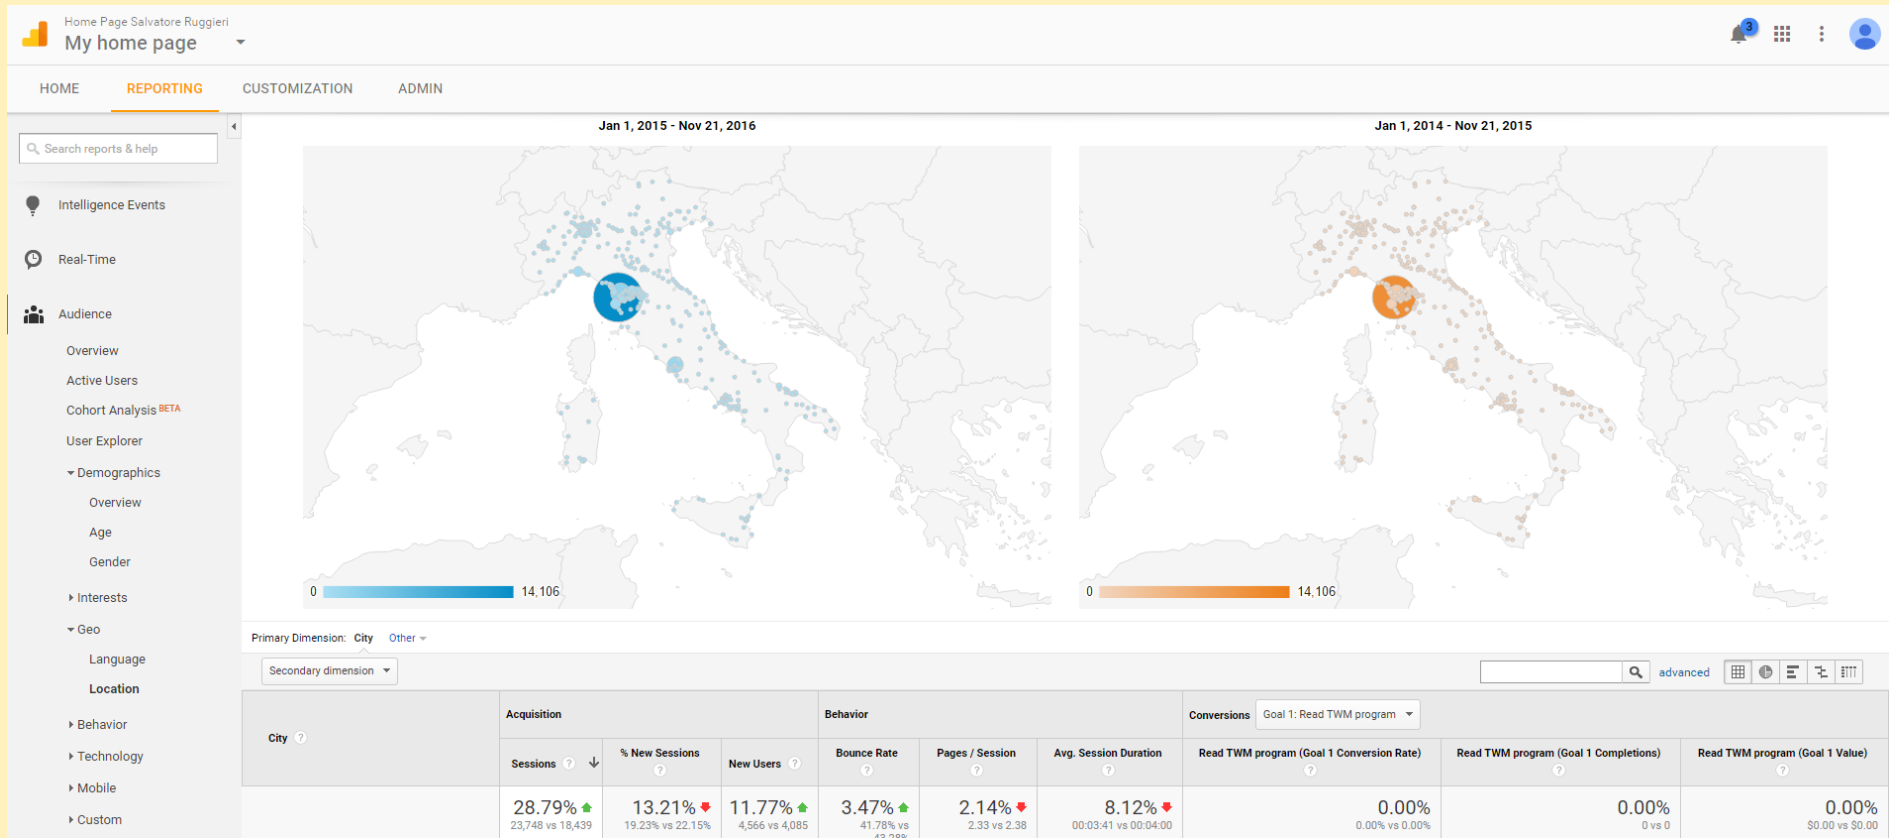 Home Page Salvatore Ruggieri
My home page
3
HOME REPORTING CUSTOMIZATION ADMIN
Search reports & help
Intelligence Events
Real-Time
Audience
Overview
Active Users
Cohort Analysis BETA
User Explorer
Demographics
Overview
Age
Gender
Interests
Geo
Language
Location
Behavior
Technology
Mobile
Custom
Jan 1, 2015 - Nov 21, 2016
0 14,106
Jan 1, 2014 - Nov 21, 2015
0 14,106
Primary Dimension: City Other
Secondary dimension
advanced
City ?
Acquisition
Behavior
Conversions Goal 1: Read TWM program
Sessions ?
% New Sessions ?
New Users ?
Bounce Rate ?
Pages / Session ?
Avg. Session Duration ?
Read TWM program (Goal 1 Conversion Rate) ?
Read TWM program (Goal 1 Completions) ?
Read TWM program (Goal 1 Value) ?
28.79% 13.21% 11.77% 3.47% 2.14% 8.12% 0.00% 0.00% 0.00%
23,748 vs 18,439 19.23% vs 22.15% 4,566 vs 4,085 41.78% vs 2.33 vs 2.38 00:03:41 vs 00:04:00 0.00% vs 0.00% 0 vs 0 $0.00 vs $0.00
43.28%